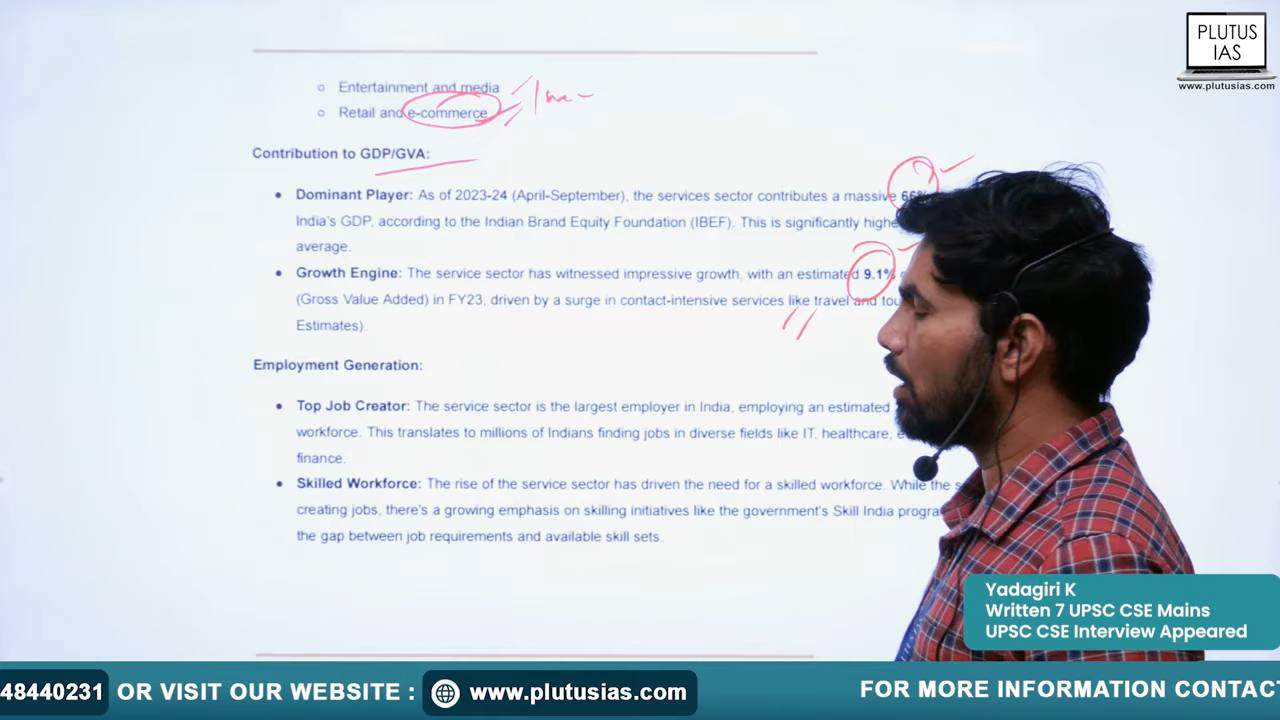 PLUTUS
IAS
www.plutusias.com
Entertainment and media
Retail and e-commerce
Contribution to GDP/GVA:
Dominant Player: As of 2023-24 (April-September), the services sector contributes a massive 66%
India's GDP, according to the Indian Brand Equity Foundation (IBEF). This is significantly
average.
Growth Engine: The service sector has witnessed impressive growth, with an estimated 9.1%
(Gross Value Added) in FY23, driven by a surge in contact-intensive services like travel and
Estimates).
Employment Generation:
Top Job Creator: The service sector is the largest employer in India, employing an estimated
workforce. This translates to millions of Indians finding jobs in diverse fields like IT, healthcare,
finance.
Skilled Workforce: The rise of the service sector has driven the need for a skilled workforce. While the
creating jobs, there's a growing emphasis on skilling initiatives like the government's Skill India
the gap between job requirements and available skill sets.
Yadagiri K
Written 7 UPSC CSE Mains
UPSC CSE Interview Appeared
48440231 OR VISIT OUR WEBSITE : www.plutusias.com FOR MORE INFORMATION CONTACT